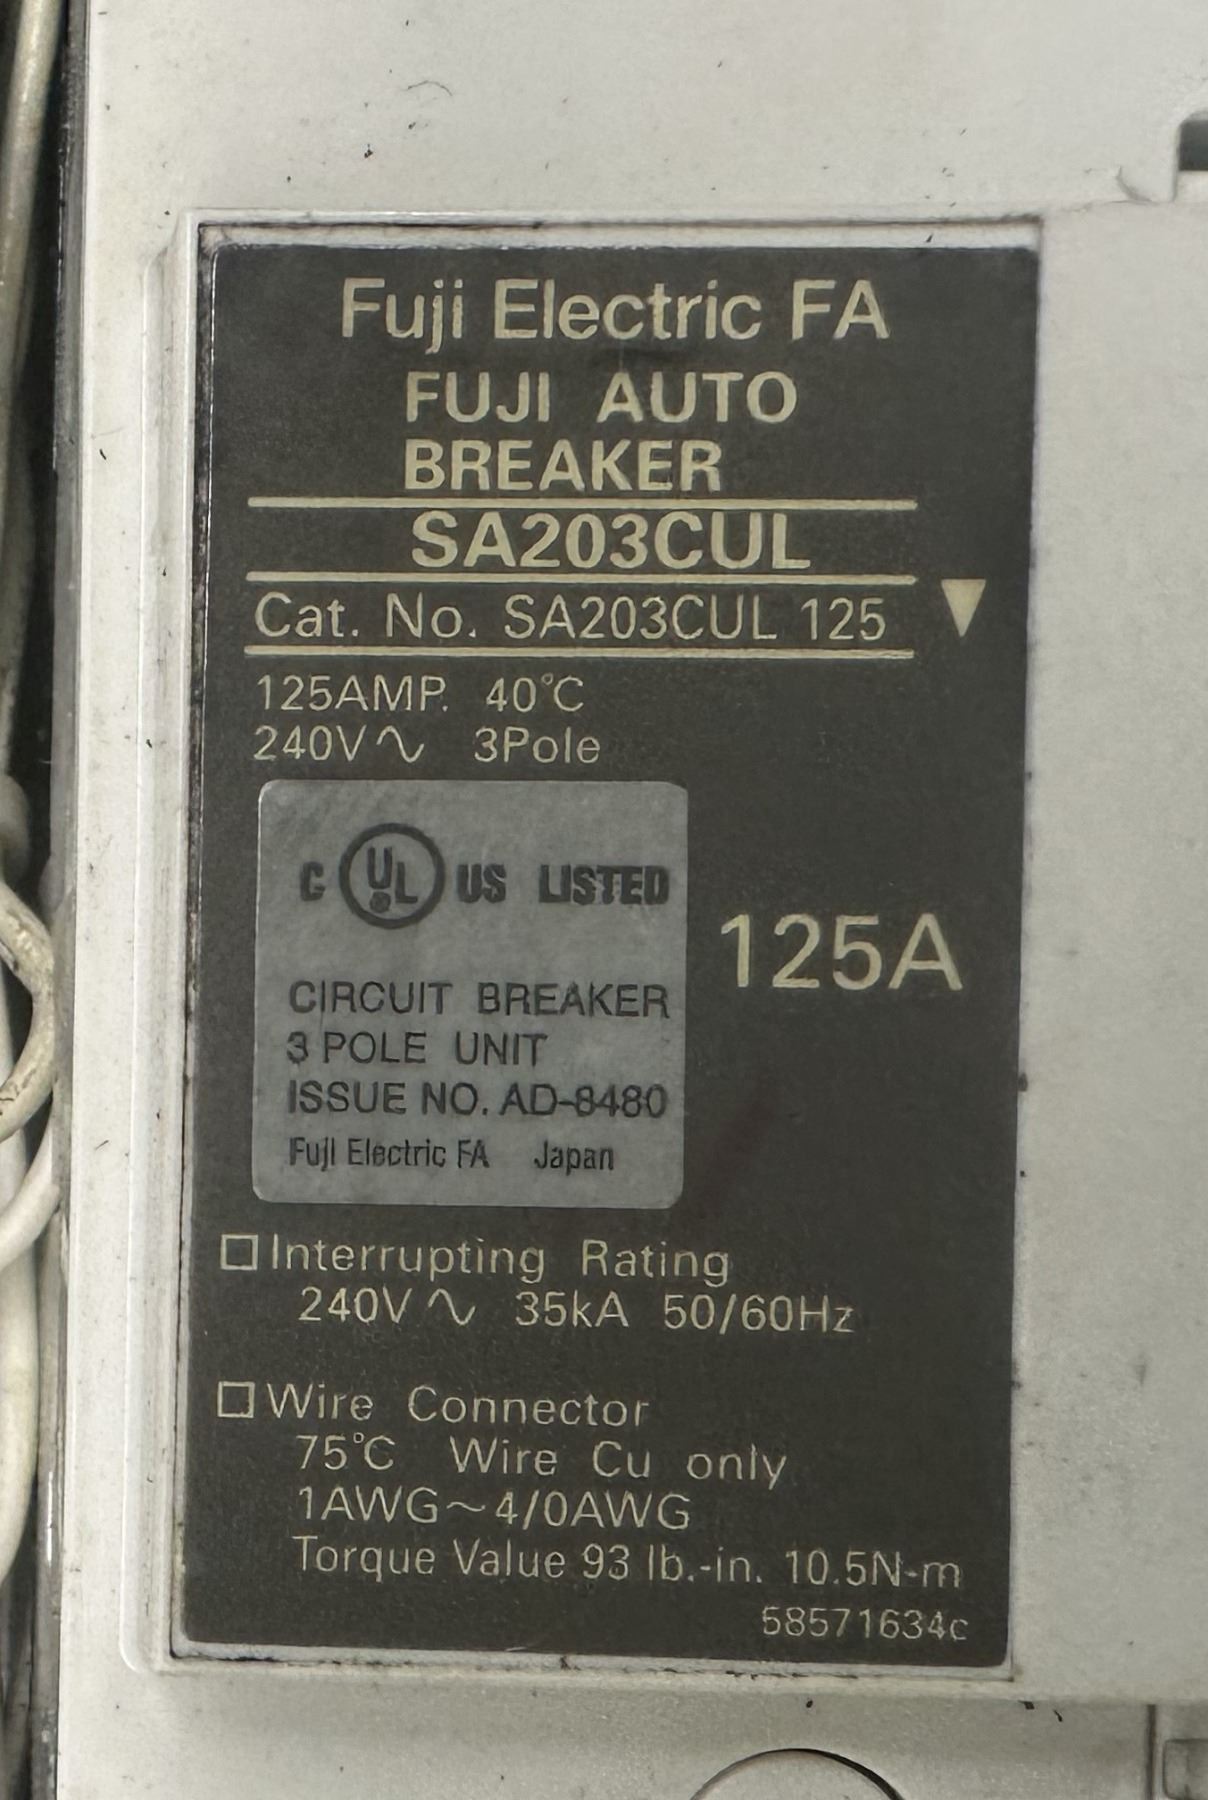 Fuji Electric FA
FUJI AUTO
BREAKER
SA203CUL
Cat. No. SA203CUL 125
125AMP. 40°C
240V∿ 3Pole
C UL® US LISTED
125A
CIRCUIT BREAKER
3 POLE UNIT
ISSUE NO. AD-8480
Fuji Electric FA Japan
□Interrupting Rating
240V∿ 35kA 50/60Hz
□Wire Connector
75°C Wire Cu only
1AWG～4/0AWG
Torque Value 93 lb.-in. 10.5N-m
58571634c